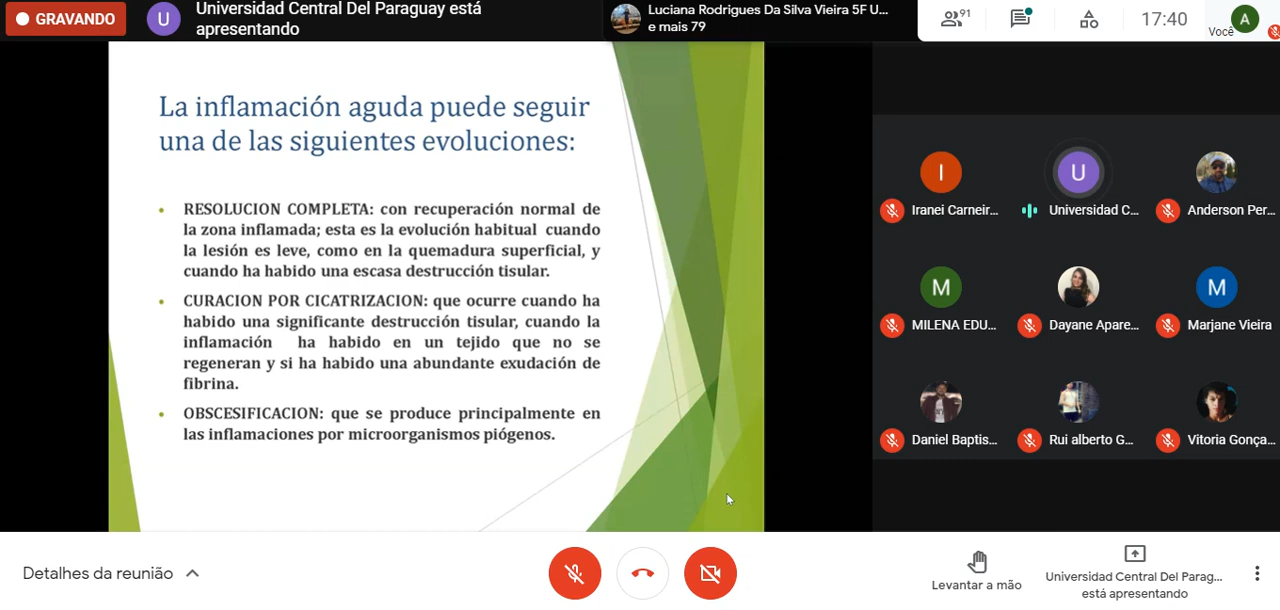 GRAVANDO
U
Universidad Central Del Paraguay está
apresentando
Luciana Rodrigues Da Silva Vieira 5F U...
e mais 79
91
17:40
Você
A
La inflamación aguda puede seguir
una de las siguientes evoluciones:
• RESOLUCION COMPLETA: con recuperación normal de
la zona inflamada; esta es la evolución habitual cuando
la lesión es leve, como en la quemadura superficial, y
cuando ha habido una escasa destrucción tisular.
• CURACION POR CICATRIZACION: que ocurre cuando ha
habido una significante destrucción tisular, cuando la
inflamación ha habido en un tejido que no se
regeneran y si ha habido una abundante exudación de
fibrina.
• OBSCESIFICACION: que se produce principalmente en
las inflamaciones por microorganismos piógenos.
I
U
Iranei Carneir...
Universidad C...
Anderson Per...
M
M
MILENA EDU...
Dayane Apare...
Marjane Vieira
Daniel Baptis...
Rui alberto G...
Vitoria Gonça...
Detalhes da reunião
Levantar a mão
Universidad Central Del Parag...
está apresentando